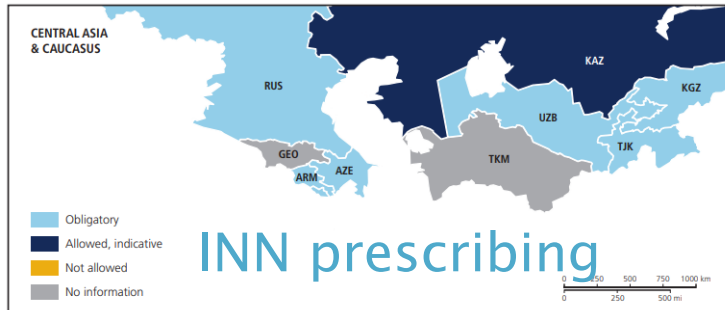 CENTRAL ASIA
& CAUCASUS
RUS
KAZ
KGZ
UZB
TJK
GEO
TKM
ARM
AZE
Obligatory
Allowed, indicative
Not allowed
No information
INN prescribing
0 250 500 750 1000 km
0 250 500 mi